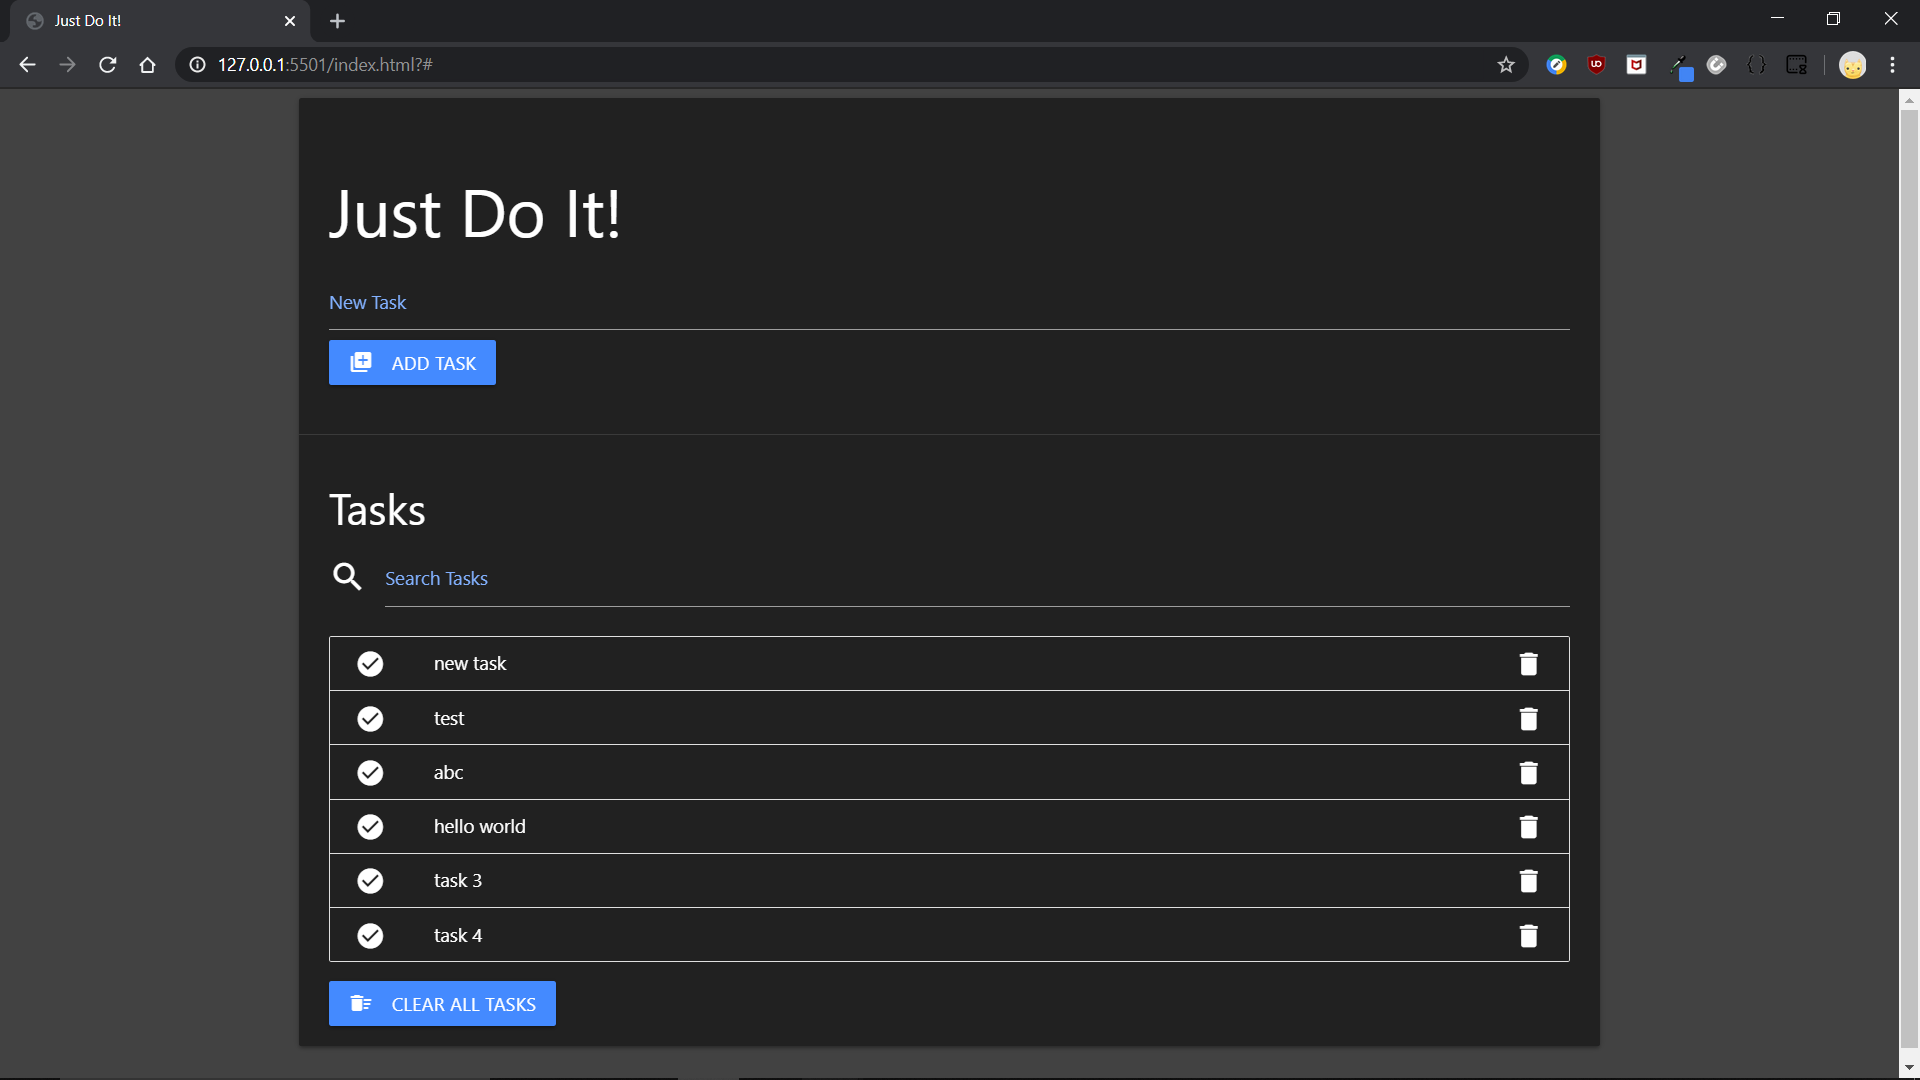 Just Do It!
127.0.0.1:5501/index.html?#
Just Do It!
New Task
ADD TASK
Tasks
Search Tasks
new task
test
abc
hello world
task 3
task 4
CLEAR ALL TASKS